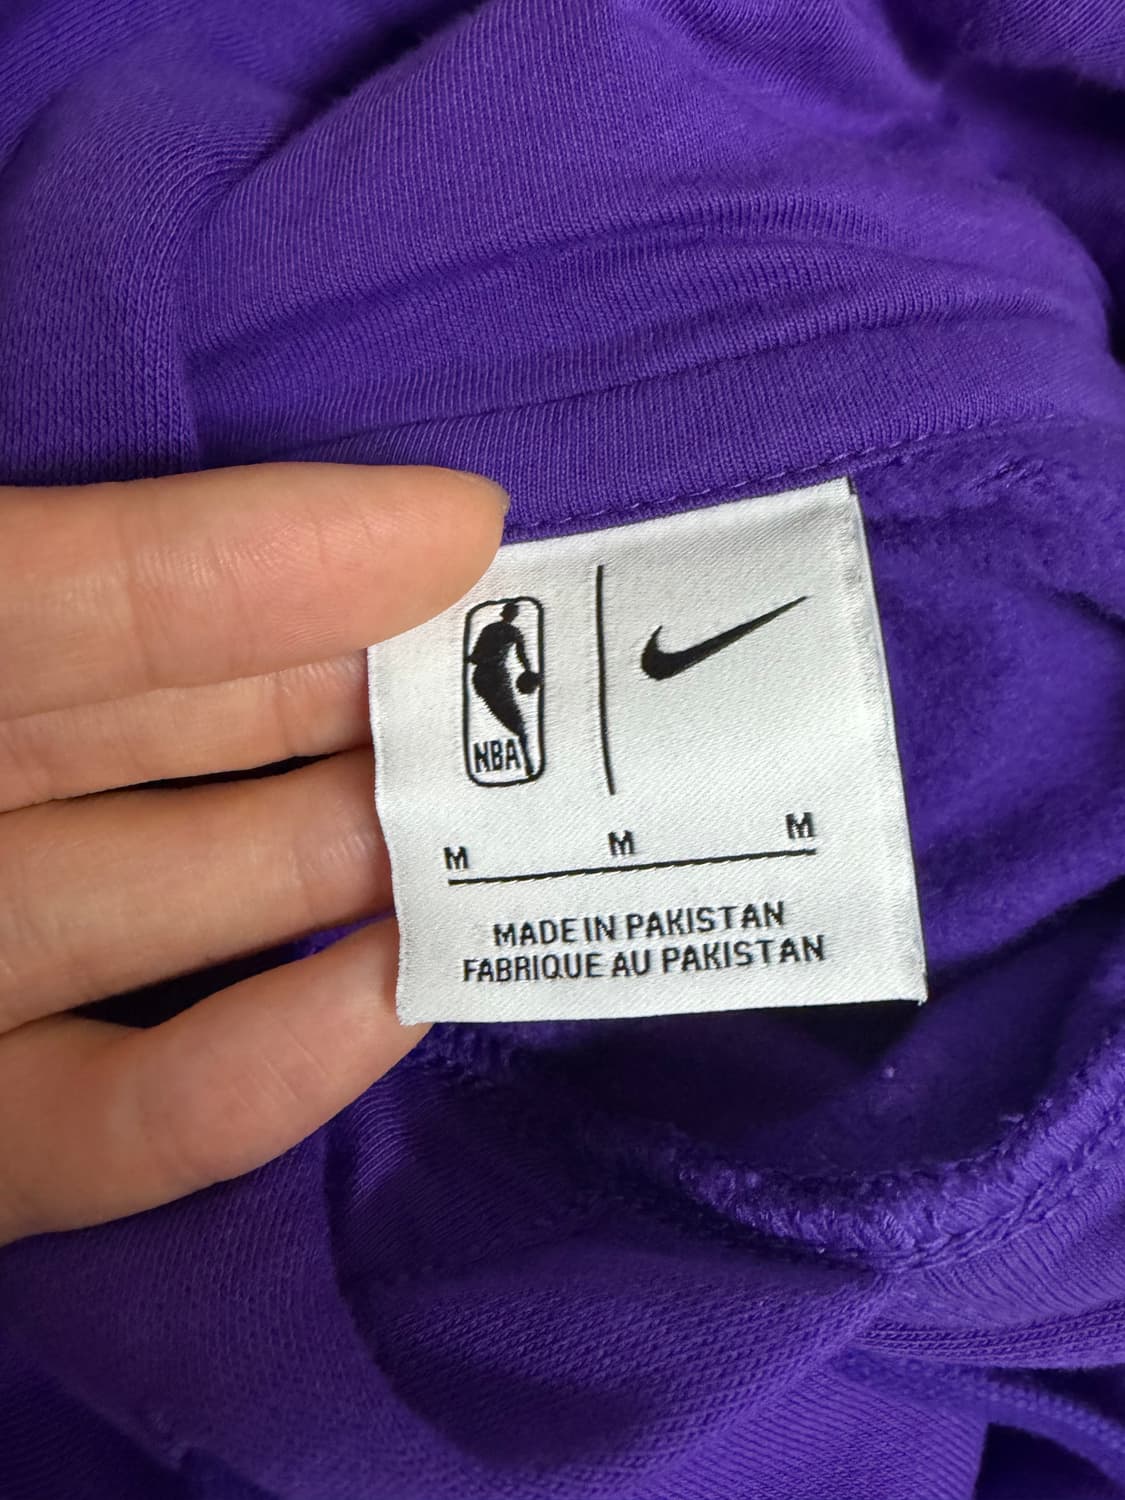 NBA
M M M
MADE IN PAKISTAN
FABRIQUE AU PAKISTAN